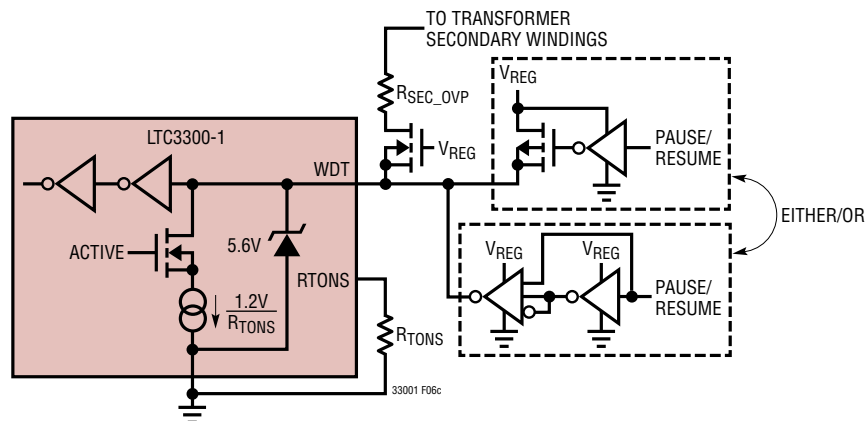 TO TRANSFORMER
SECONDARY WINDINGS
VREG
RSEC_OVP
LTC3300-1
PAUSE/
RESUME
VREG
WDT
EITHER/OR
ACTIVE
5.6V
VREG
VREG
RTONS
PAUSE/
RESUME
1.2V
RTONS
RTONS
33001 F06c